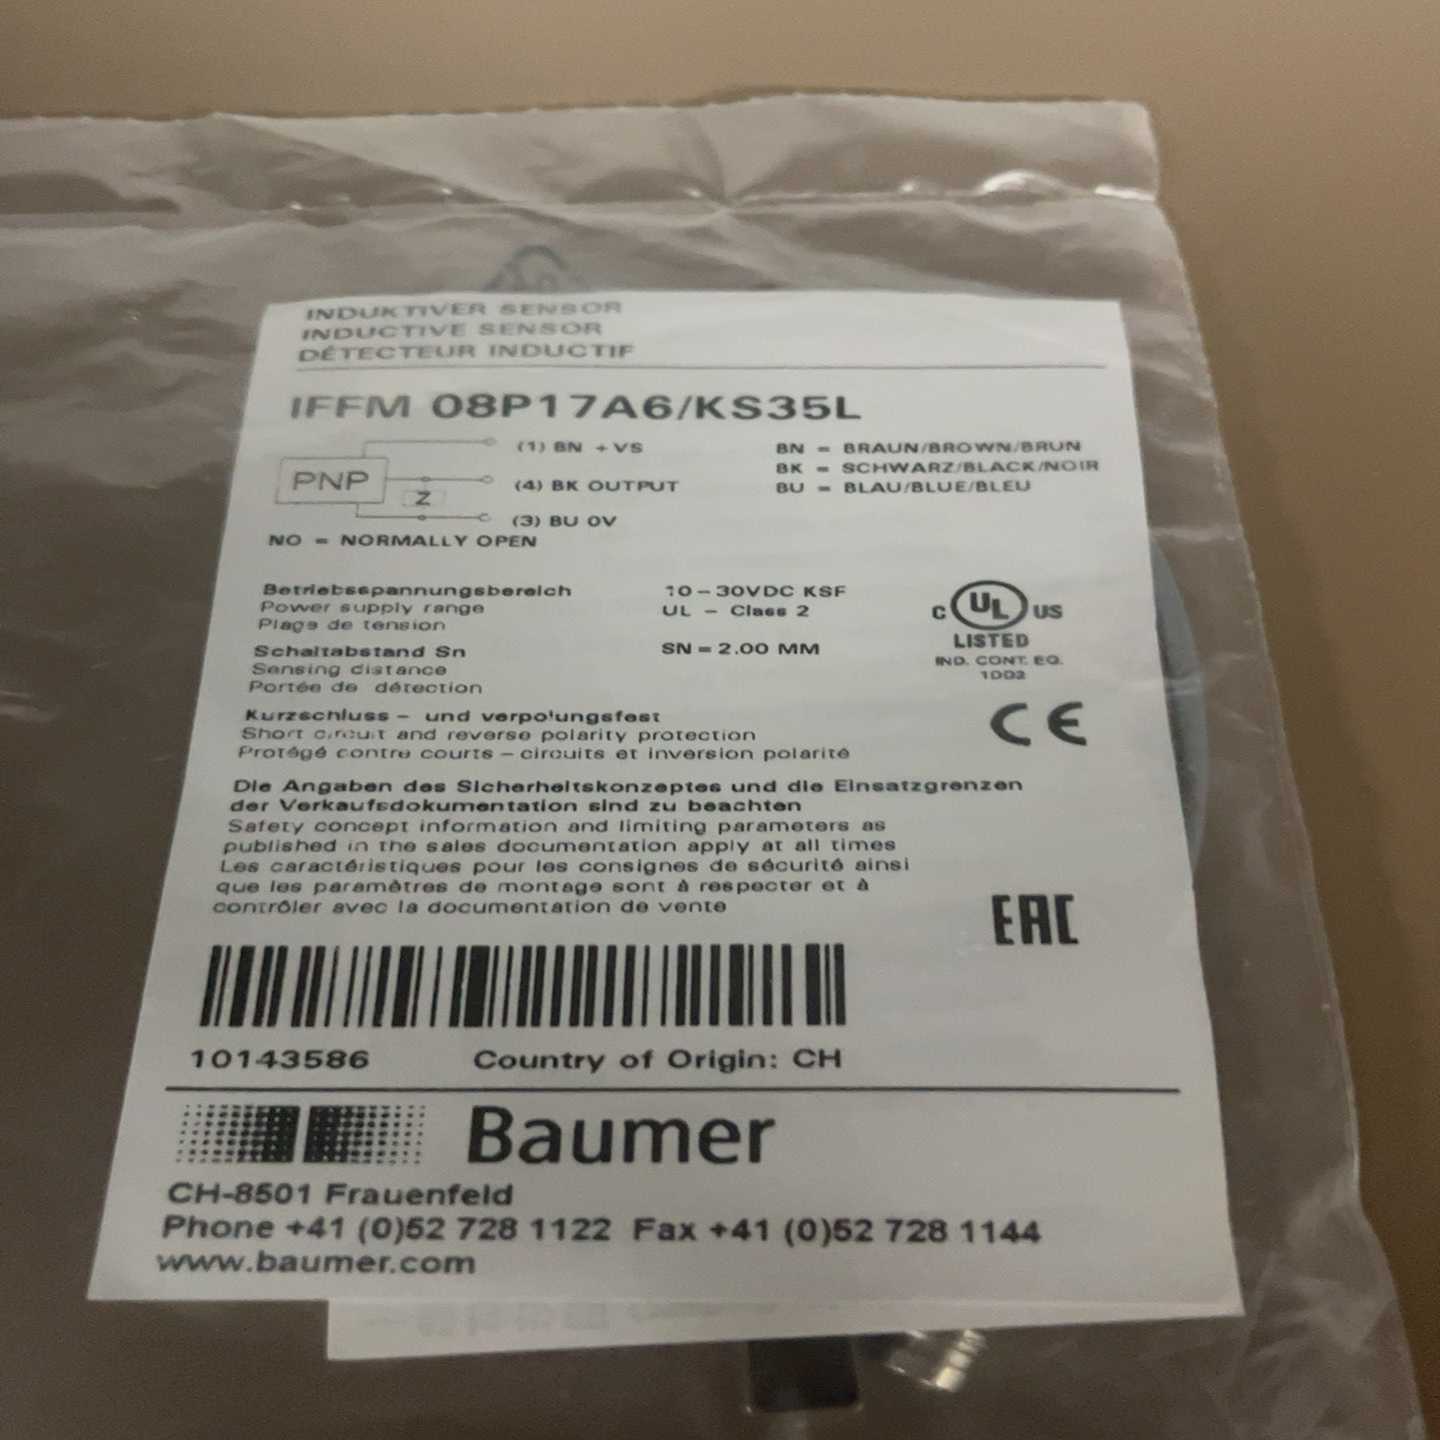 INDUKTIVER SENSOR
INDUCTIVE SENSOR
DÉTECTEUR INDUCTIF
IFFM 08P17A6/KS35L
PNP
Z
(1) BN +VS
(4) BK OUTPUT
(3) BU 0V
BN = BRAUN/BROWN/BRUN
BK = SCHWARZ/BLACK/NOIR
BU = BLAU/BLUE/BLEU
NO = NORMALLY OPEN
Betriebsspannungsbereich 10-30VDC KSF
Power supply range UL - Class 2
Plage de tension
Schaltabstand Sn SN = 2.00 MM
Sensing distance
Portée de détection
C UL US
LISTED
IND. CONT. EQ.
1DD2
Kurzschluss - und verpolungsfest
Short circuit and reverse polarity protection
Protégé contre courts - circuits et inversion polarité
CE
Die Angaben des Sicherheitskonzeptes und die Einsatzgrenzen
der Verkaufsdokumentation sind zu beachten
Safety concept information and limiting parameters as
published in the sales documentation apply at all times
Les caractéristiques pour les consignes de sécurité ainsi
que les paramètres de montage sont à respecter et à
contrôler avec la documentation de vente
EAC
10143586 Country of Origin: CH
Baumer
CH-8501 Frauenfeld
Phone +41 (0)52 728 1122 Fax +41 (0)52 728 1144
www.baumer.com